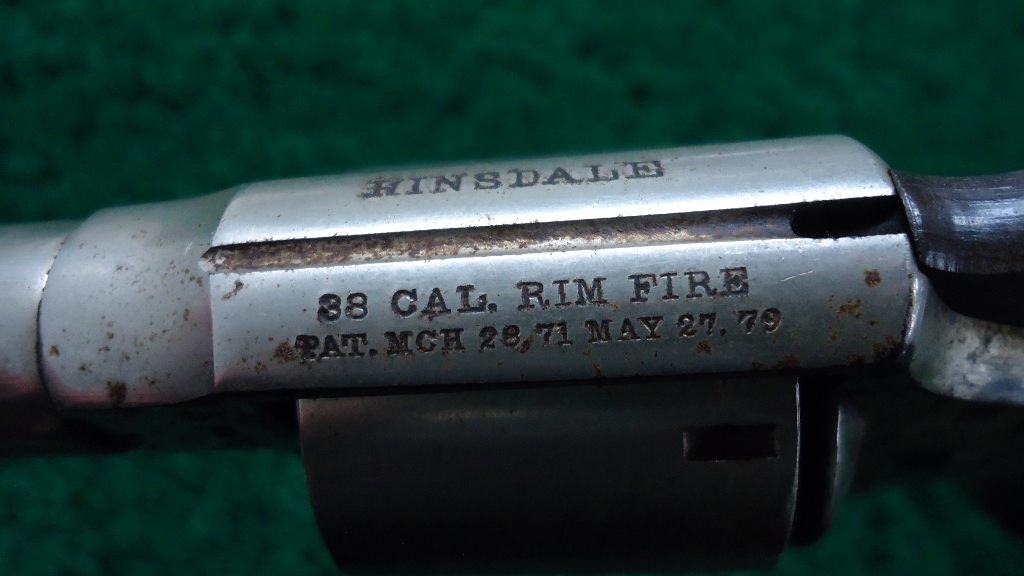 HINSDALE
38 CAL. RIM FIRE
PAT. MCH 28,71 MAY 27.79